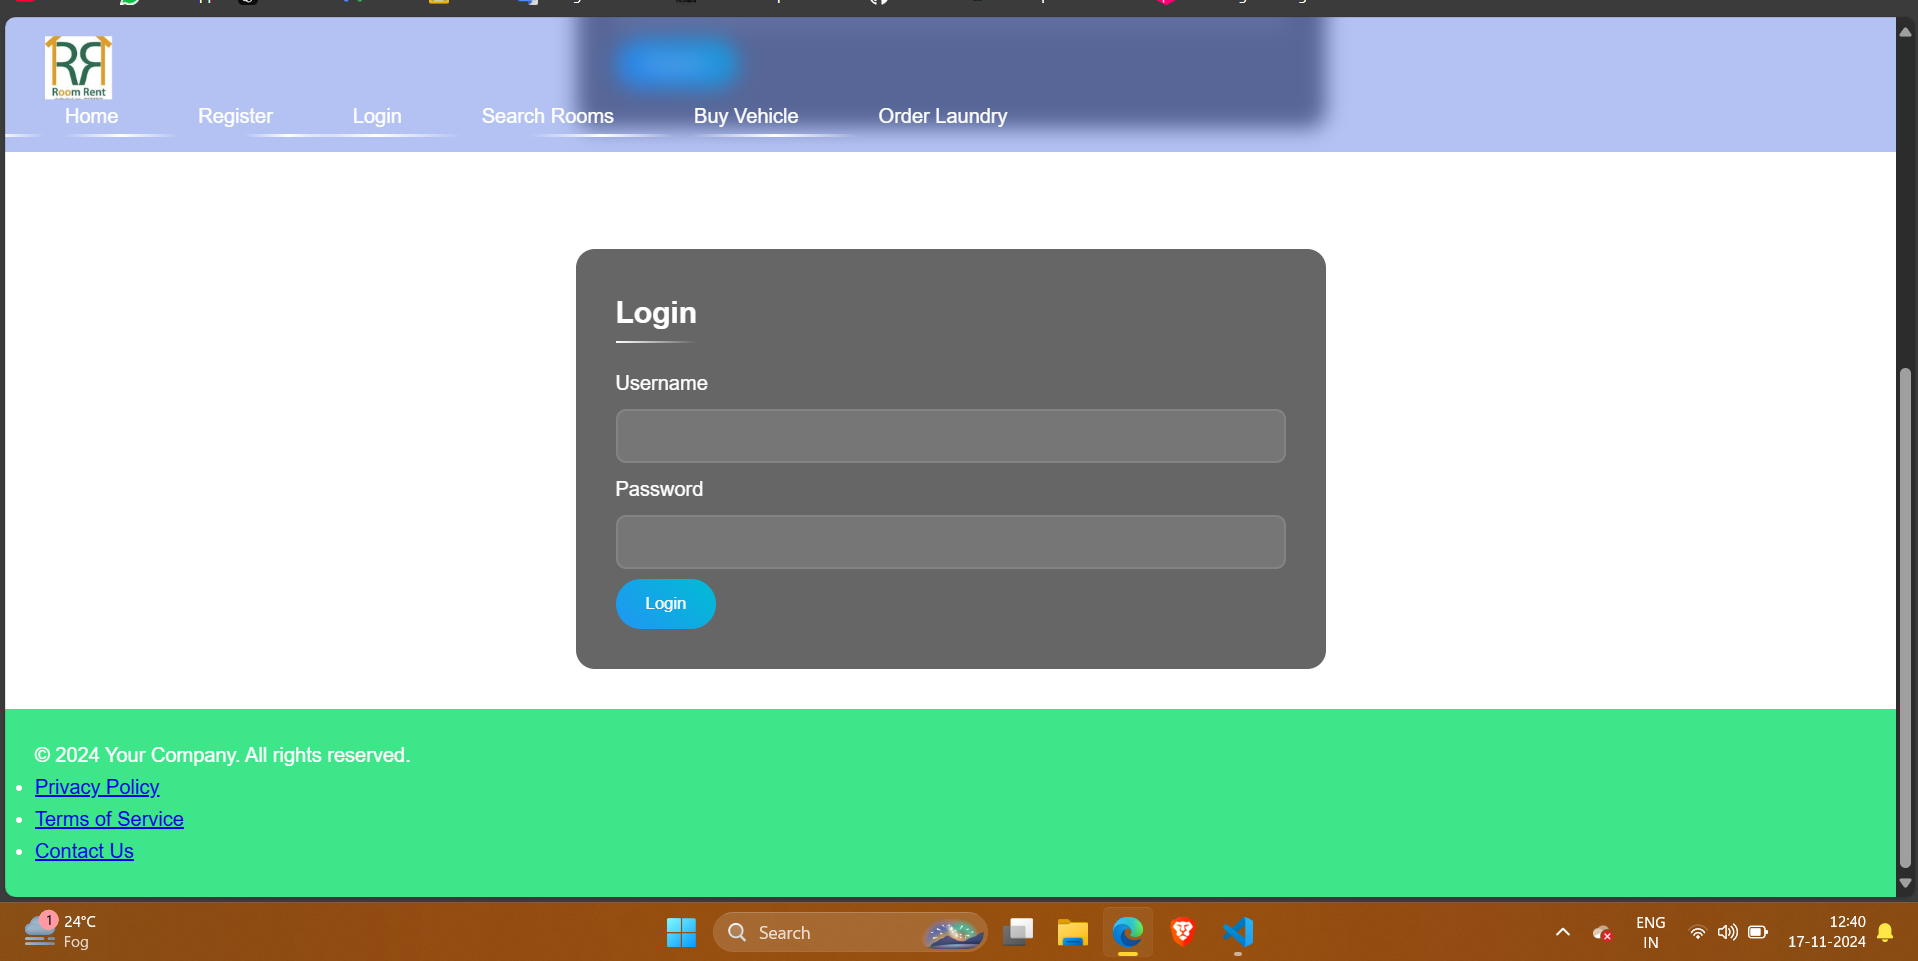 Room Rent
Home Register Login Search Rooms Buy Vehicle Order Laundry
Login
Username
Password
Login
© 2024 Your Company. All rights reserved.
Privacy Policy
Terms of Service
Contact Us
1
24°C
Fog
Search
ENG
IN
12:40
17-11-2024